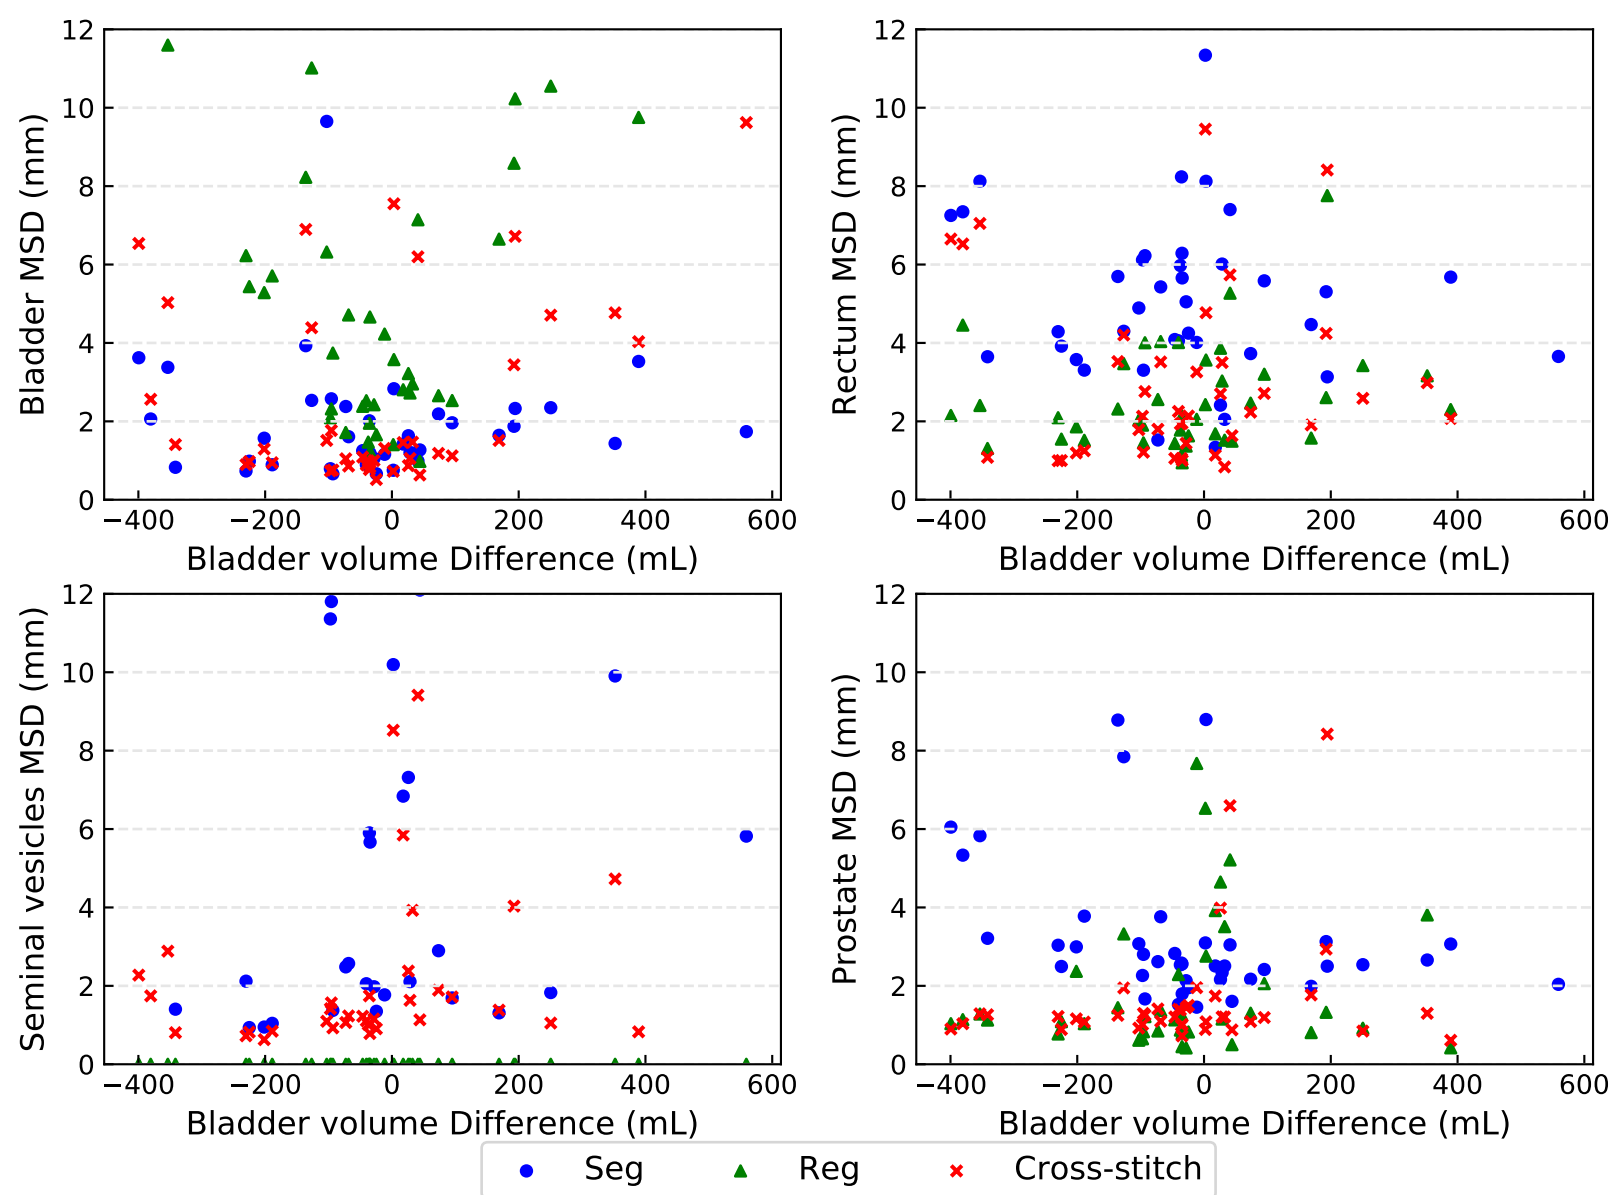 12
10
8
6
4
2
0
Bladder MSD (mm)
−400 −200 0 200 400 600
Bladder volume Difference (mL)
12
10
8
6
4
2
0
Rectum MSD (mm)
−400 −200 0 200 400 600
Bladder volume Difference (mL)
12
10
8
6
4
2
0
Seminal vesicles MSD (mm)
−400 −200 0 200 400 600
Bladder volume Difference (mL)
12
10
8
6
4
2
0
Prostate MSD (mm)
−400 −200 0 200 400 600
Bladder volume Difference (mL)
Seg Reg Cross-stitch